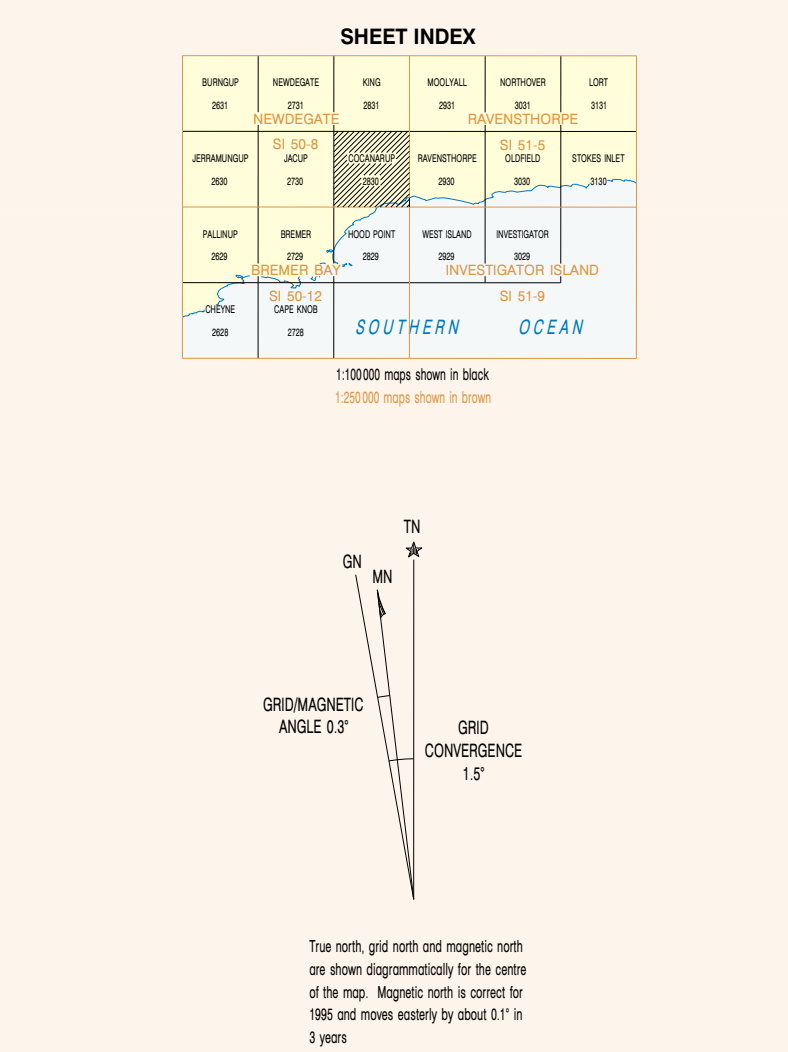 SHEET INDEX
BURNGUP NEWDEGATE KING MOOLYALL NORTHOVER LORT
2631 2731 2831 2931 3031 3131
NEWDEGATE RAVENSTHORPE
SI 50-8 SI 51-5
JERRAMUNGUP JACUP COCANARUP RAVENSTHORPE OLDFIELD STOKES INLET
2630 2730 2830 2930 3030 3130
PALLINUP BREMER HOOD POINT WEST ISLAND INVESTIGATOR
2629 2729 2829 2929 3029
BREMER BAY INVESTIGATOR ISLAND
SI 50-12 SI 51-9
CHEYNE CAPE KNOB
2628 2728
SOUTHERN OCEAN
1:100 000 maps shown in black
1:250 000 maps shown in brown
TN
GN
MN
GRID/MAGNETIC
ANGLE 0.3°
GRID
CONVERGENCE
1.5°
True north, grid north and magnetic north
are shown diagrammatically for the centre
of the map. Magnetic north is correct for
1995 and moves easterly by about 0.1° in
3 years